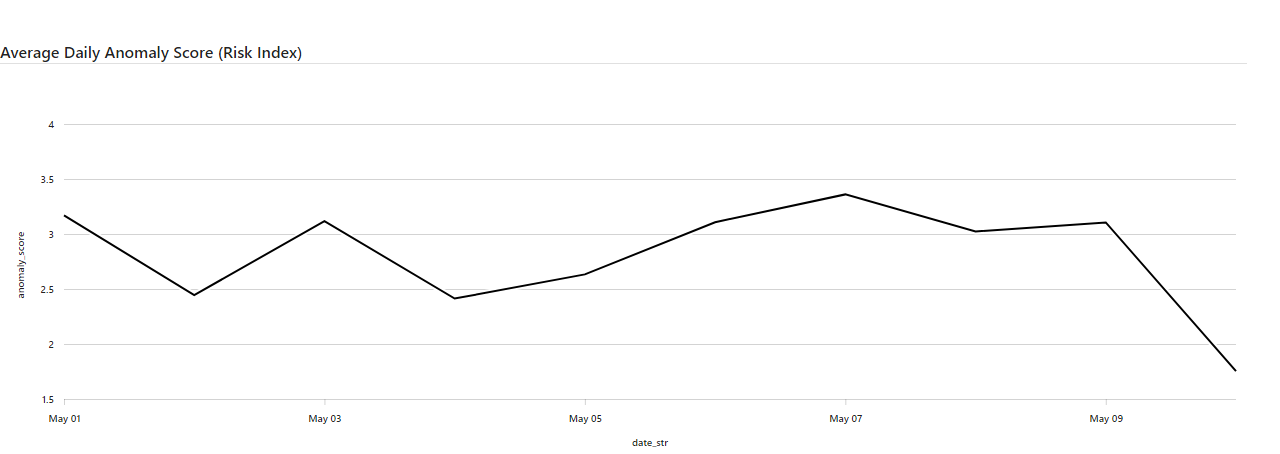 Average Daily Anomaly Score (Risk Index)
4
3.5
3
2.5
2
1.5
anomaly_score
May 01 May 03 May 05 May 07 May 09
date_str